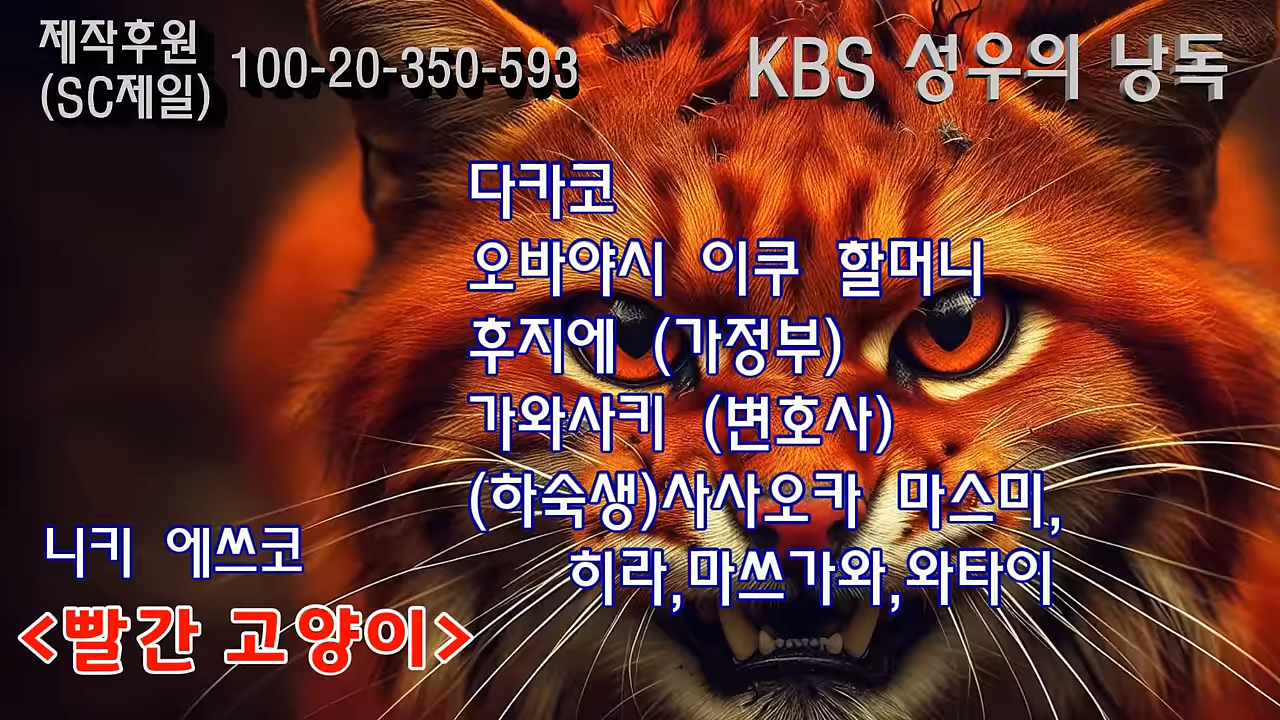 제작후원
(SC제일)
100-20-350-593
KBS 성우의 낭독
다카코
오바야시 이쿠 할머니
후지에 (가정부)
가와사키 (변호사)
(하숙생)사사오카 마스미,
히라, 마쓰가와, 와타이
니키 에쓰코
<빨간 고양이>